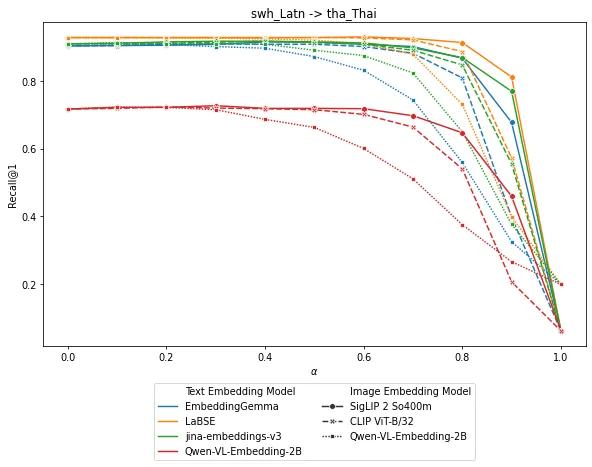 swh_Latn -> tha_Thai
Recall@1
0.8
0.6
0.4
0.2
0.0 0.2 0.4 0.6 0.8 1.0
α
Text Embedding Model
EmbeddingGemma
LaBSE
jina-embeddings-v3
Qwen-VL-Embedding-2B
Image Embedding Model
SigLIP 2 So400m
CLIP ViT-B/32
Qwen-VL-Embedding-2B